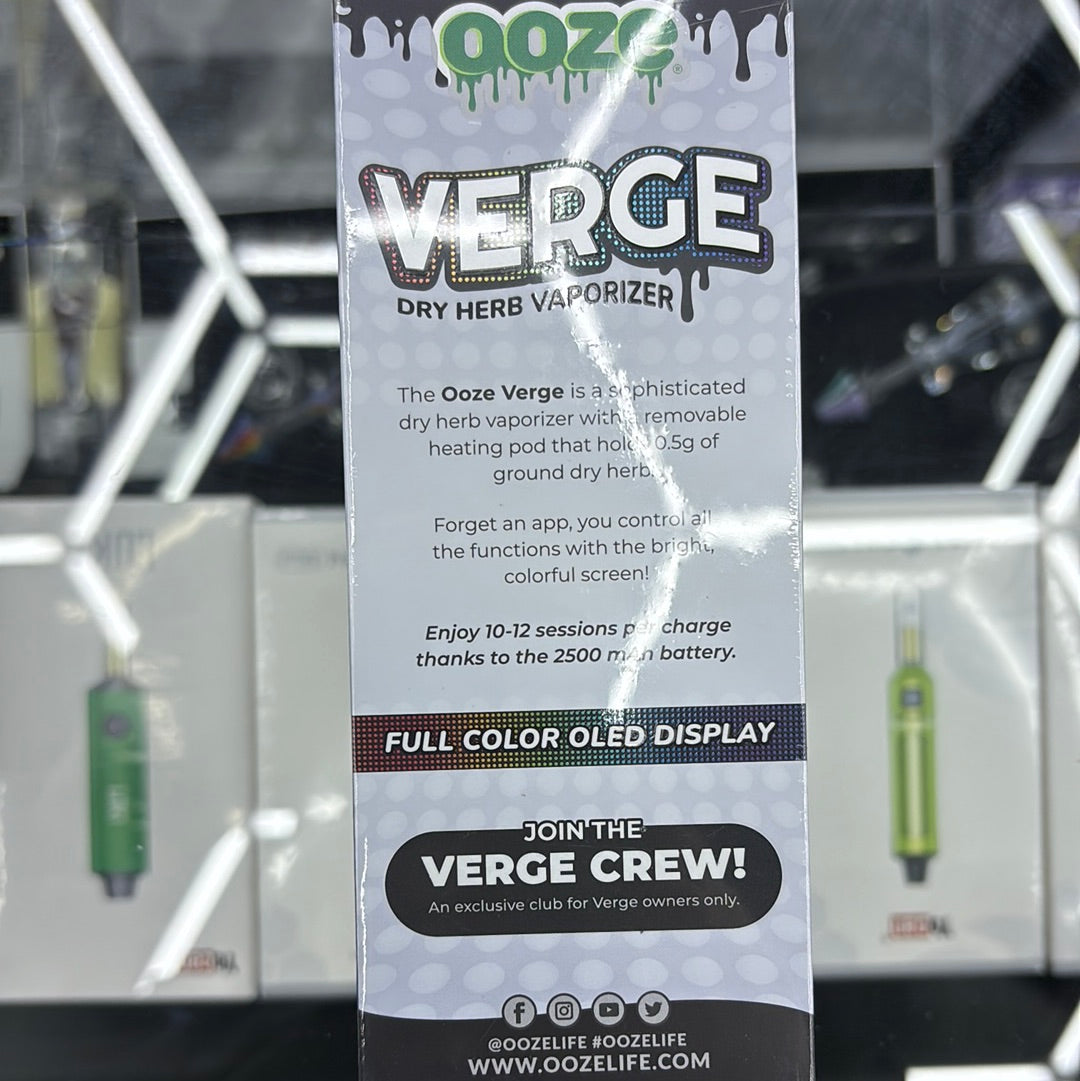 ooze®
VERGE
DRY HERB VAPORIZER
The Ooze Verge is a sophisticated
dry herb vaporizer with a removable
heating pod that holds 0.5g of
ground dry herb.
Forget an app, you control all
the functions with the bright,
colorful screen!
Enjoy 10-12 sessions per charge
thanks to the 2500 mAh battery.
FULL COLOR OLED DISPLAY
JOIN THE
VERGE CREW!
An exclusive club for Verge owners only.
@OOZELIFE #OOZELIFE
WWW.OOZELIFE.COM